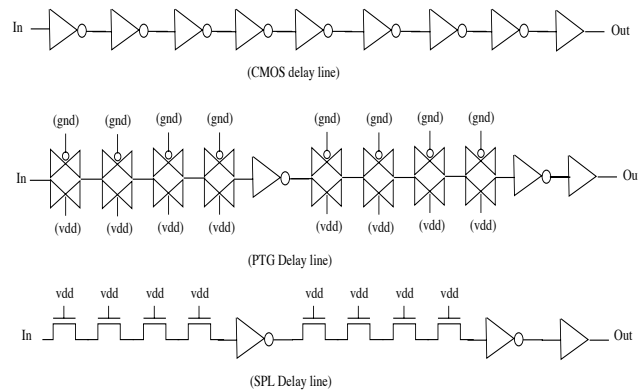 In Out
(CMOS delay line)
(gnd) (gnd) (gnd) (gnd) (gnd) (gnd) (gnd) (gnd)
In Ou
(vdd) (vdd) (vdd) (vdd) (vdd) (vdd) (vdd) (vdd)
(PTG Delay line)
vdd vdd vdd vdd vdd vdd vdd vdd
In Out
(SPL Delay line)